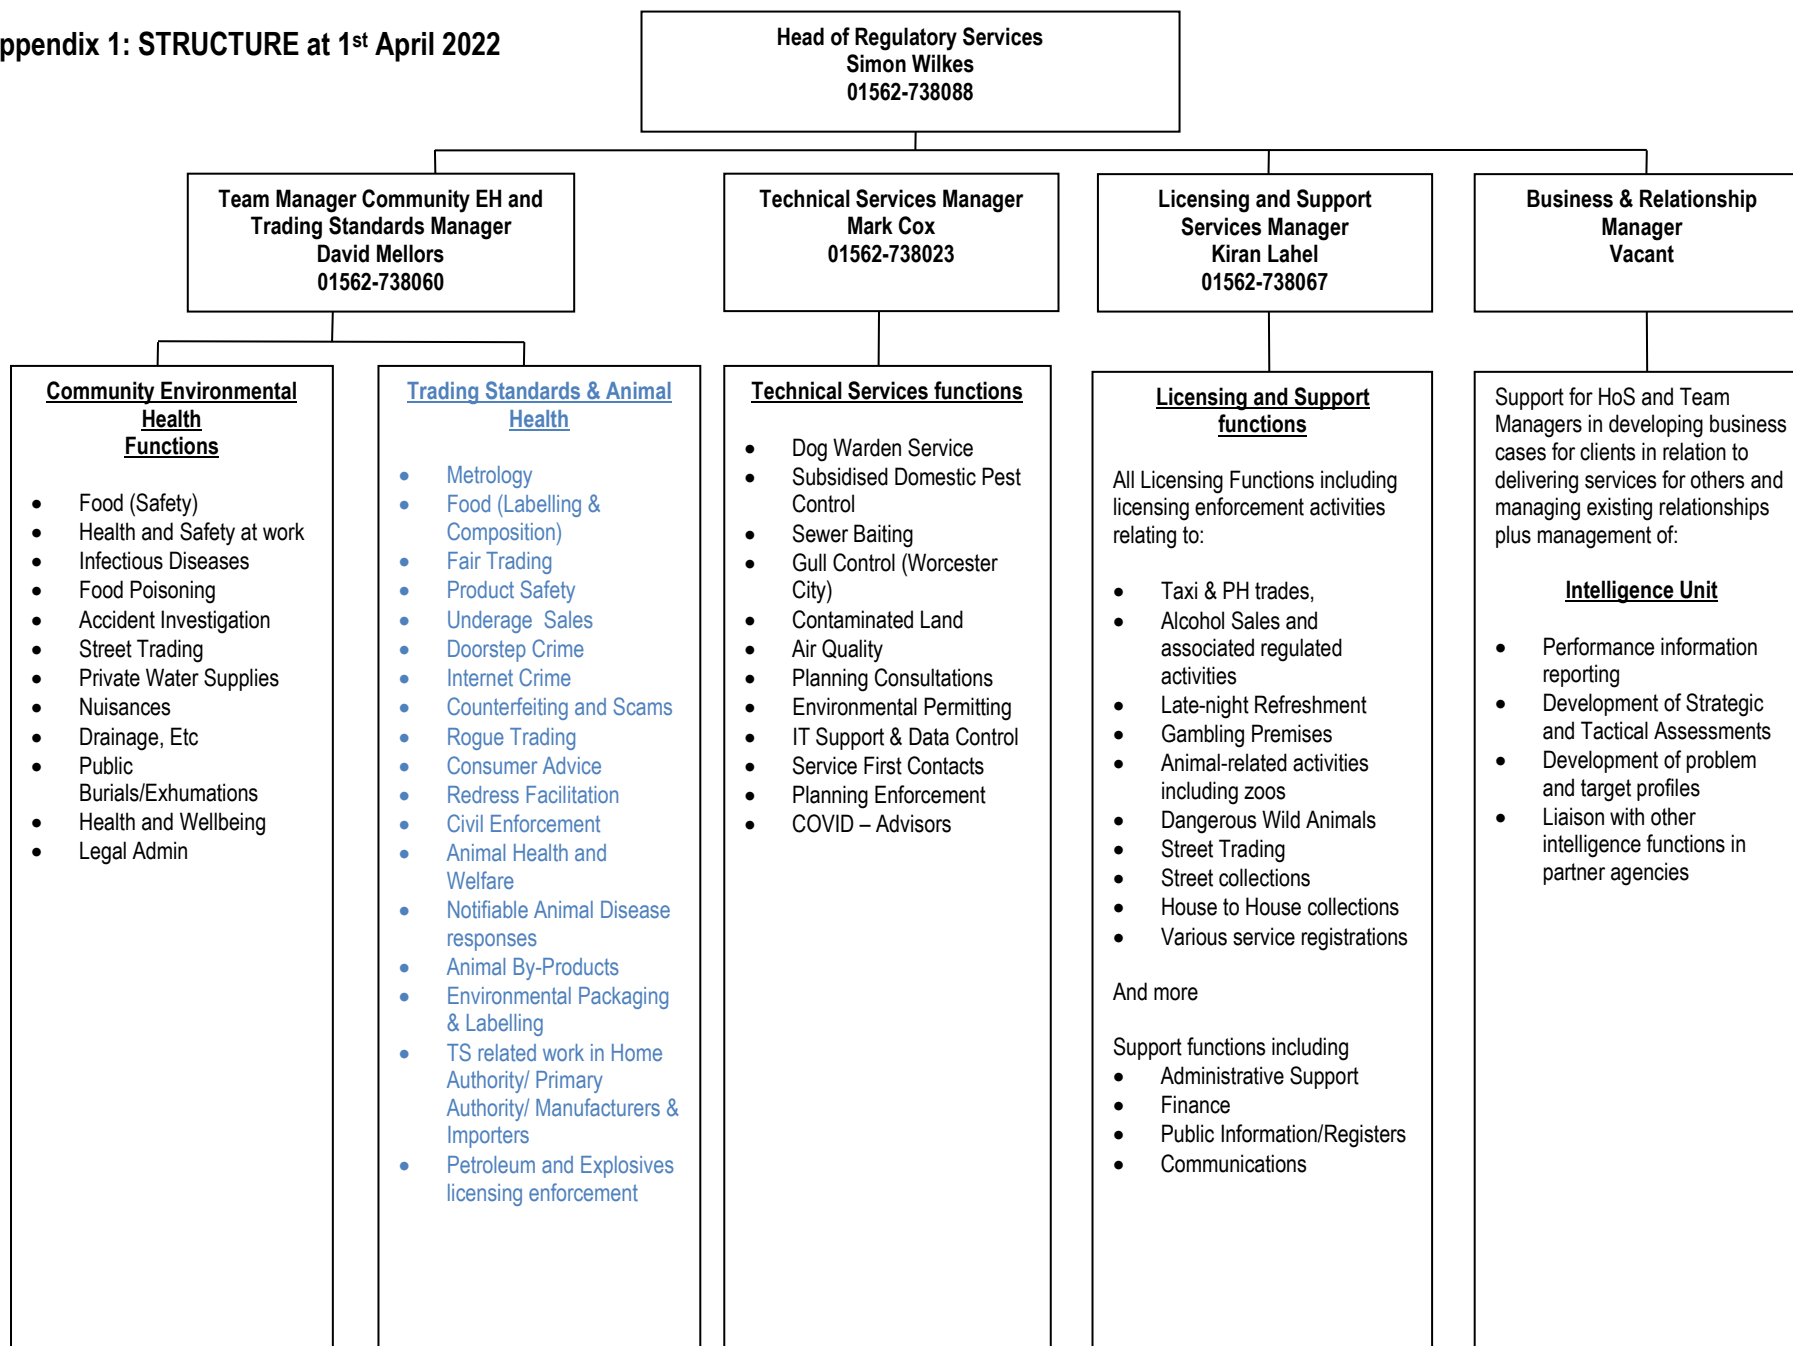 ppendix 1: STRUCTURE at 1st April 2022
Head of Regulatory Services
Simon Wilkes
01562-738088
Team Manager Community EH and
Trading Standards Manager
David Mellors
01562-738060
Technical Services Manager
Mark Cox
01562-738023
Licensing and Support
Services Manager
Kiran Lahel
01562-738067
Business & Relationship
Manager
Vacant
Community Environmental
Health
Functions
• Food (Safety)
• Health and Safety at work
• Infectious Diseases
• Food Poisoning
• Accident Investigation
• Street Trading
• Private Water Supplies
• Nuisances
• Drainage, Etc
• Public
Burials/Exhumations
• Health and Wellbeing
• Legal Admin
Trading Standards & Animal
Health
• Metrology
• Food (Labelling &
Composition)
• Fair Trading
• Product Safety
• Underage  Sales
• Doorstep Crime
• Internet Crime
• Counterfeiting and Scams
• Rogue Trading
• Consumer Advice
• Redress Facilitation
• Civil Enforcement
• Animal Health and
Welfare
• Notifiable Animal Disease
responses
• Animal By-Products
• Environmental Packaging
& Labelling
• TS related work in Home
Authority/ Primary
Authority/ Manufacturers &
Importers
• Petroleum and Explosives
licensing enforcement
Technical Services functions
• Dog Warden Service
• Subsidised Domestic Pest
Control
• Sewer Baiting
• Gull Control (Worcester
City)
• Contaminated Land
• Air Quality
• Planning Consultations
• Environmental Permitting
• IT Support & Data Control
• Service First Contacts
• Planning Enforcement
• COVID – Advisors
Licensing and Support
functions
All Licensing Functions including
licensing enforcement activities
relating to:
• Taxi & PH trades,
• Alcohol Sales and
associated regulated
activities
• Late-night Refreshment
• Gambling Premises
• Animal-related activities
including zoos
• Dangerous Wild Animals
• Street Trading
• Street collections
• House to House collections
• Various service registrations
And more
Support functions including
• Administrative Support
• Finance
• Public Information/Registers
• Communications
Support for HoS and Team
Managers in developing business
cases for clients in relation to
delivering services for others and
managing existing relationships
plus management of:
Intelligence Unit
• Performance information
reporting
• Development of Strategic
and Tactical Assessments
• Development of problem
and target profiles
• Liaison with other
intelligence functions in
partner agencies